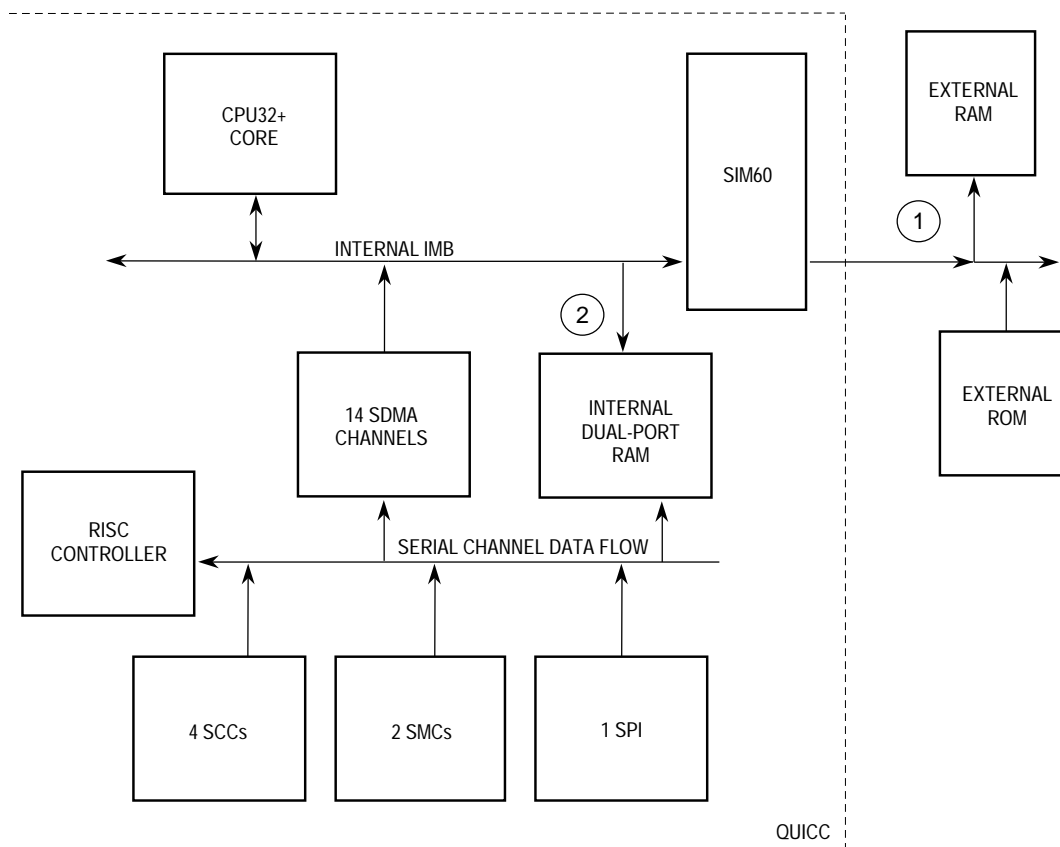 CPU32+
CORE
EXTERNAL
RAM
SIM60
1
INTERNAL IMB
2
14 SDMA
CHANNELS
INTERNAL
DUAL-PORT
RAM
EXTERNAL
ROM
RISC
CONTROLLER
SERIAL CHANNEL DATA FLOW
4 SCCs
2 SMCs
1 SPI
QUICC